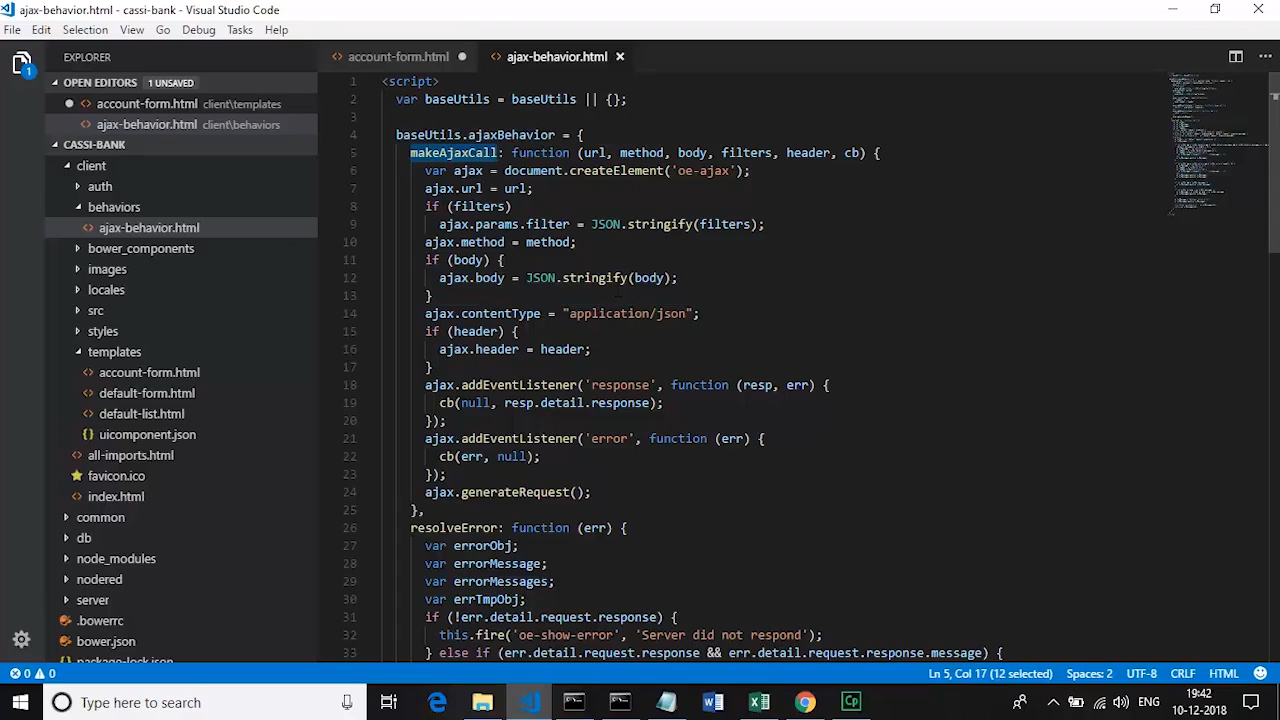 ajax-behavior.html - cassi-bank - Visual Studio Code
File Edit Selection View Go Debug Tasks Help
1
EXPLORER
OPEN EDITORS 1 UNSAVED
account-form.html client\templates
ajax-behavior.html client\behaviors
CASSI-BANK
client
auth
behaviors
ajax-behavior.html
bower_components
images
locales
src
styles
templates
account-form.html
default-form.html
default-list.html
uicomponent.json
all-imports.html
favicon.ico
index.html
common
db
node_modules
nodered
server
.bowerrc
bower.json
package-lock.json
account-form.html
ajax-behavior.html
1 <script>
2 var baseUtils = baseUtils || {};
3
4 baseUtils.ajaxBehavior = {
5 makeAjaxCall: function (url, method, body, filters, header, cb) {
6 var ajax = document.createElement('oe-ajax');
7 ajax.url = url;
8 if (filters)
9 ajax.params.filter = JSON.stringify(filters);
10 ajax.method = method;
11 if (body) {
12 ajax.body = JSON.stringify(body);
13 }
14 ajax.contentType = "application/json";
15 if (header) {
16 ajax.header = header;
17 }
18 ajax.addEventListener('response', function (resp, err) {
19 cb(null, resp.detail.response);
20 });
21 ajax.addEventListener('error', function (err) {
22 cb(err, null);
23 });
24 ajax.generateRequest();
25 },
26 resolveError: function (err) {
27 var errorObj;
28 var errorMessage;
29 var errorMessages;
30 var errTmpObj;
31 if (!err.detail.request.response) {
32 this.fire('oe-show-error', 'Server did not respond');
33 } else if (err.detail.request.response && err.detail.request.response.message) {
0 0 Ln 5, Col 17 (12 selected) Spaces: 2 UTF-8 CRLF HTML
Type here to search
ENG
19:42
10-12-2018